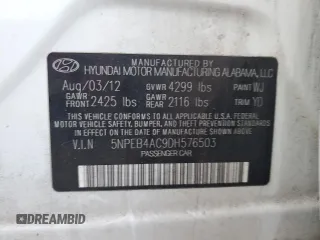 HYUNDAI MOTOR MANUFACTURING ALABAMA, LLC
Aug/03/12 GVWR 4299 lbs PAINT WJ
GAWR FRONT 2425 lbs GAWR REAR 2116 lbs TRIM YD
THIS VEHICLE CONFORMS TO ALL APPLICABLE U.S.A. FEDERAL
MOTOR VEHICLE SAFETY, BUMPER, AND THEFT PREVENTION STANDARDS
IN EFFECT ON THE DATE OF MANUFACTURE SHOWN ABOVE.
V.I.N 5NPEB4AC9DH576503
PASSENGER CAR
© DREAMBID
DREAMBID.COM